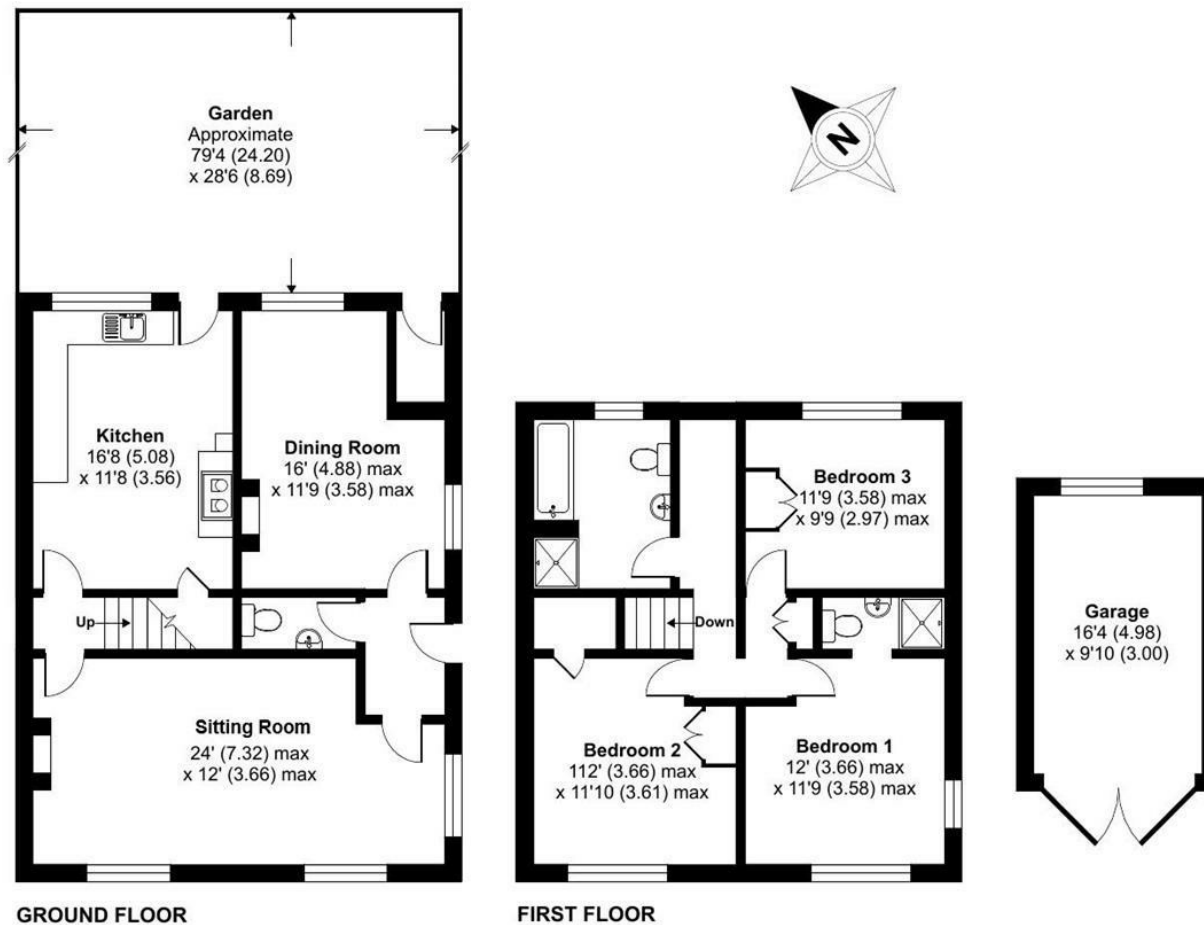 Garden
Approximate
79'4 (24.20)
x 28'6 (8.69)
N
Kitchen
16'8 (5.08)
x 11'8 (3.56)
Dining Room
16' (4.88) max
x 11'9 (3.58) max
Up
Sitting Room
24' (7.32) max
x 12' (3.66) max
GROUND FLOOR
Bedroom 3
11'9 (3.58) max
x 9'9 (2.97) max
Down
Bedroom 2
112' (3.66) max
x 11'10 (3.61) max
Bedroom 1
12' (3.66) max
x 11'9 (3.58) max
FIRST FLOOR
Garage
16'4 (4.98)
x 9'10 (3.00)